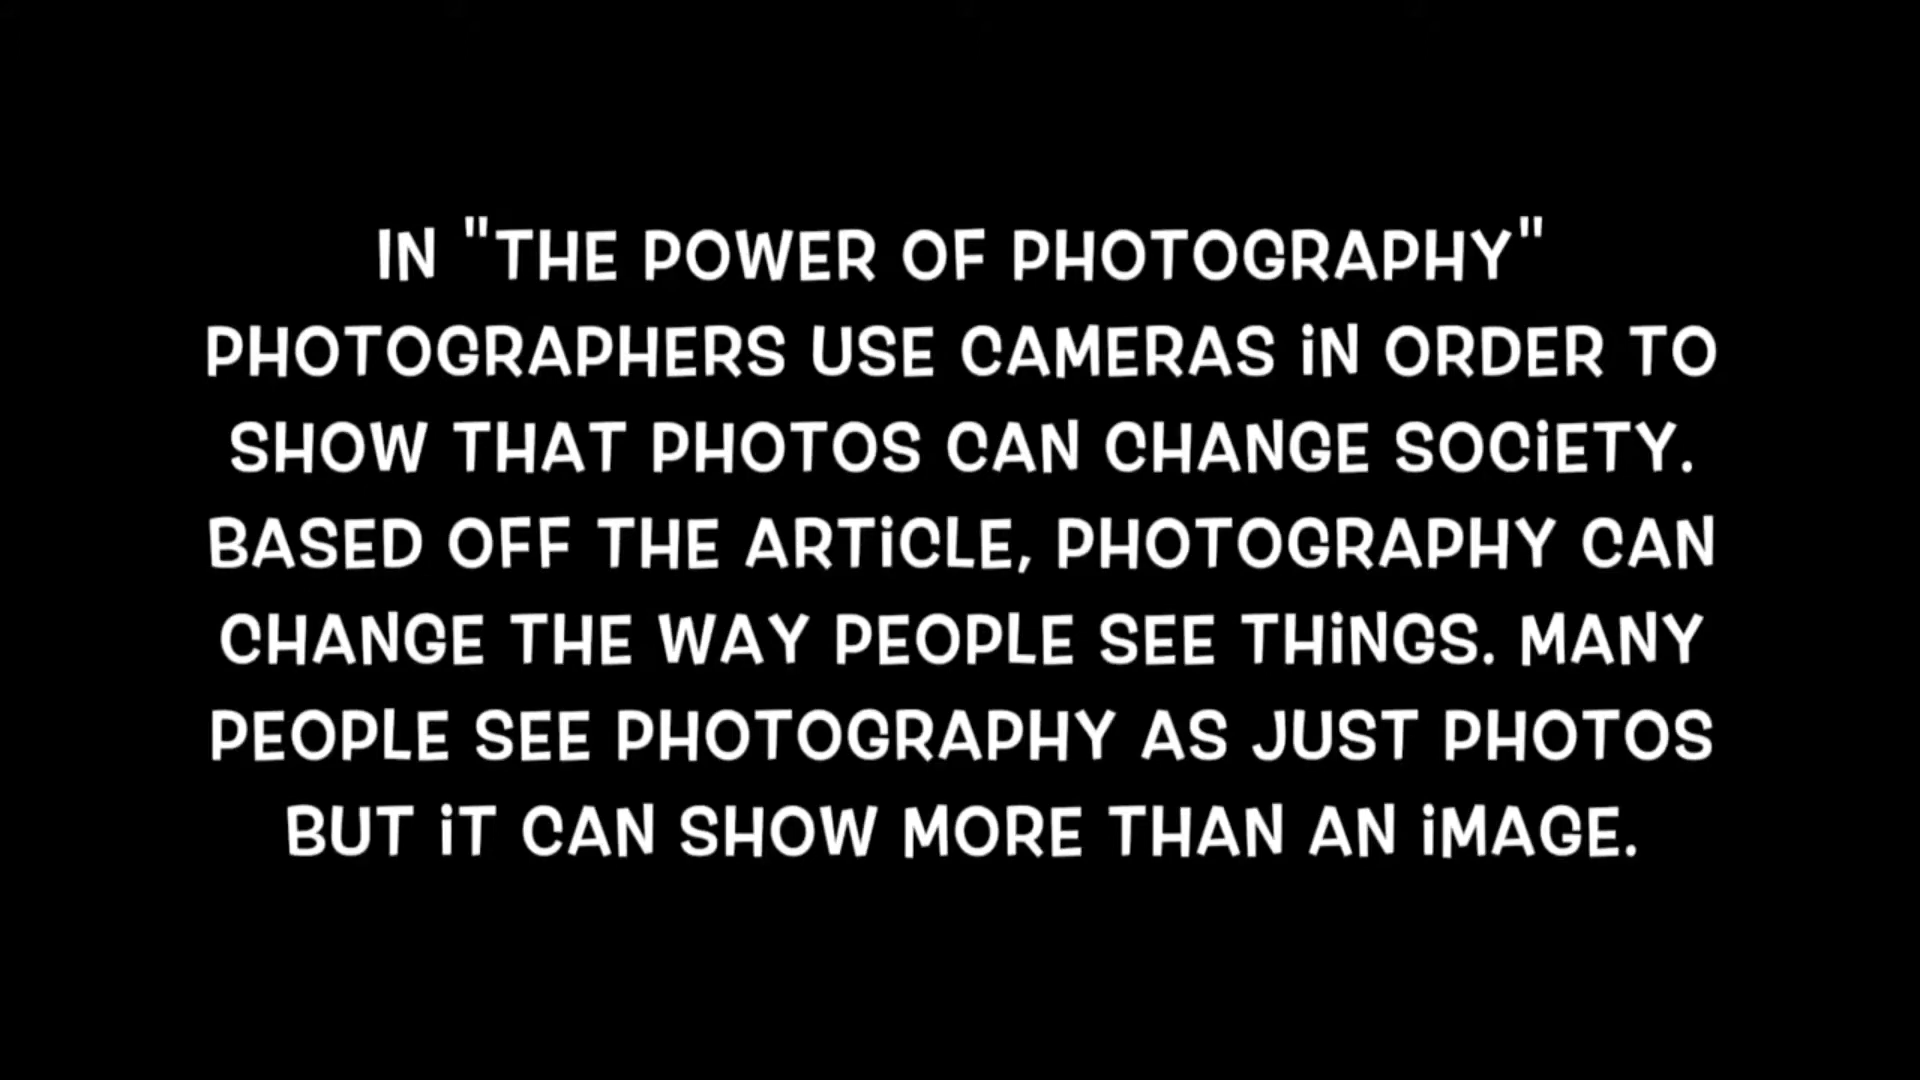 IN "THE POWER OF PHOTOGRAPHY"
PHOTOGRAPHERS USE CAMERAS iN ORDER TO
SHOW THAT PHOTOS CAN CHANGE SOCiETY.
BASED OFF THE ARTiCLE, PHOTOGRAPHY CAN
CHANGE THE WAY PEOPLE SEE THiNGS. MANY
PEOPLE SEE PHOTOGRAPHY AS JUST PHOTOS
BUT iT CAN SHOW MORE THAN AN iMAGE.